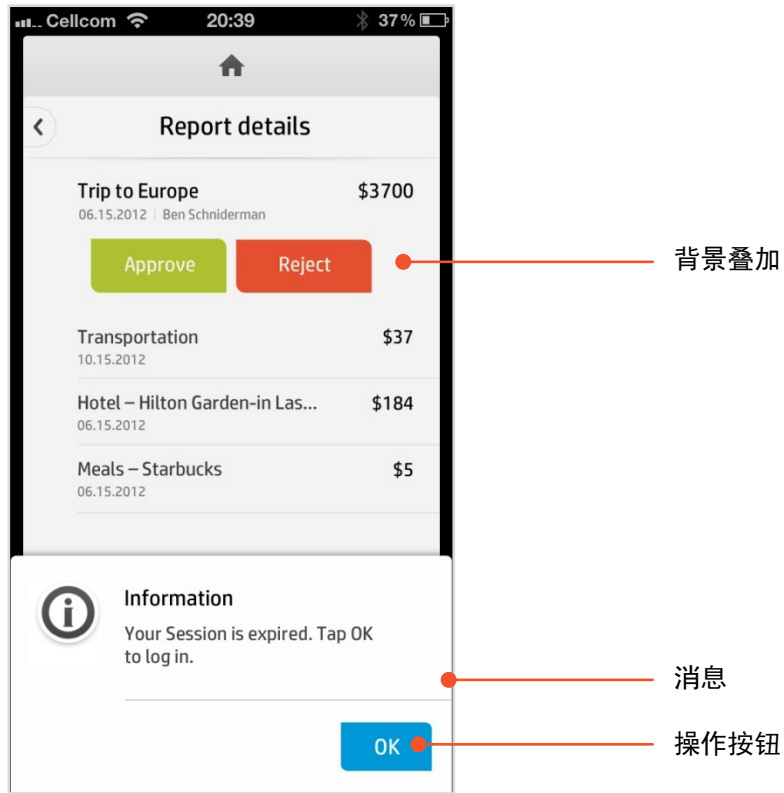 Cellcom 20:39 37%
Report details
Trip to Europe $3700
06.15.2012 | Ben Schniderman
Approve Reject
背景叠加
Transportation $37
10.15.2012
Hotel – Hilton Garden-in Las... $184
06.15.2012
Meals – Starbucks $5
06.15.2012
Information
Your Session is expired. Tap OK
to log in.
消息
OK
操作按钮